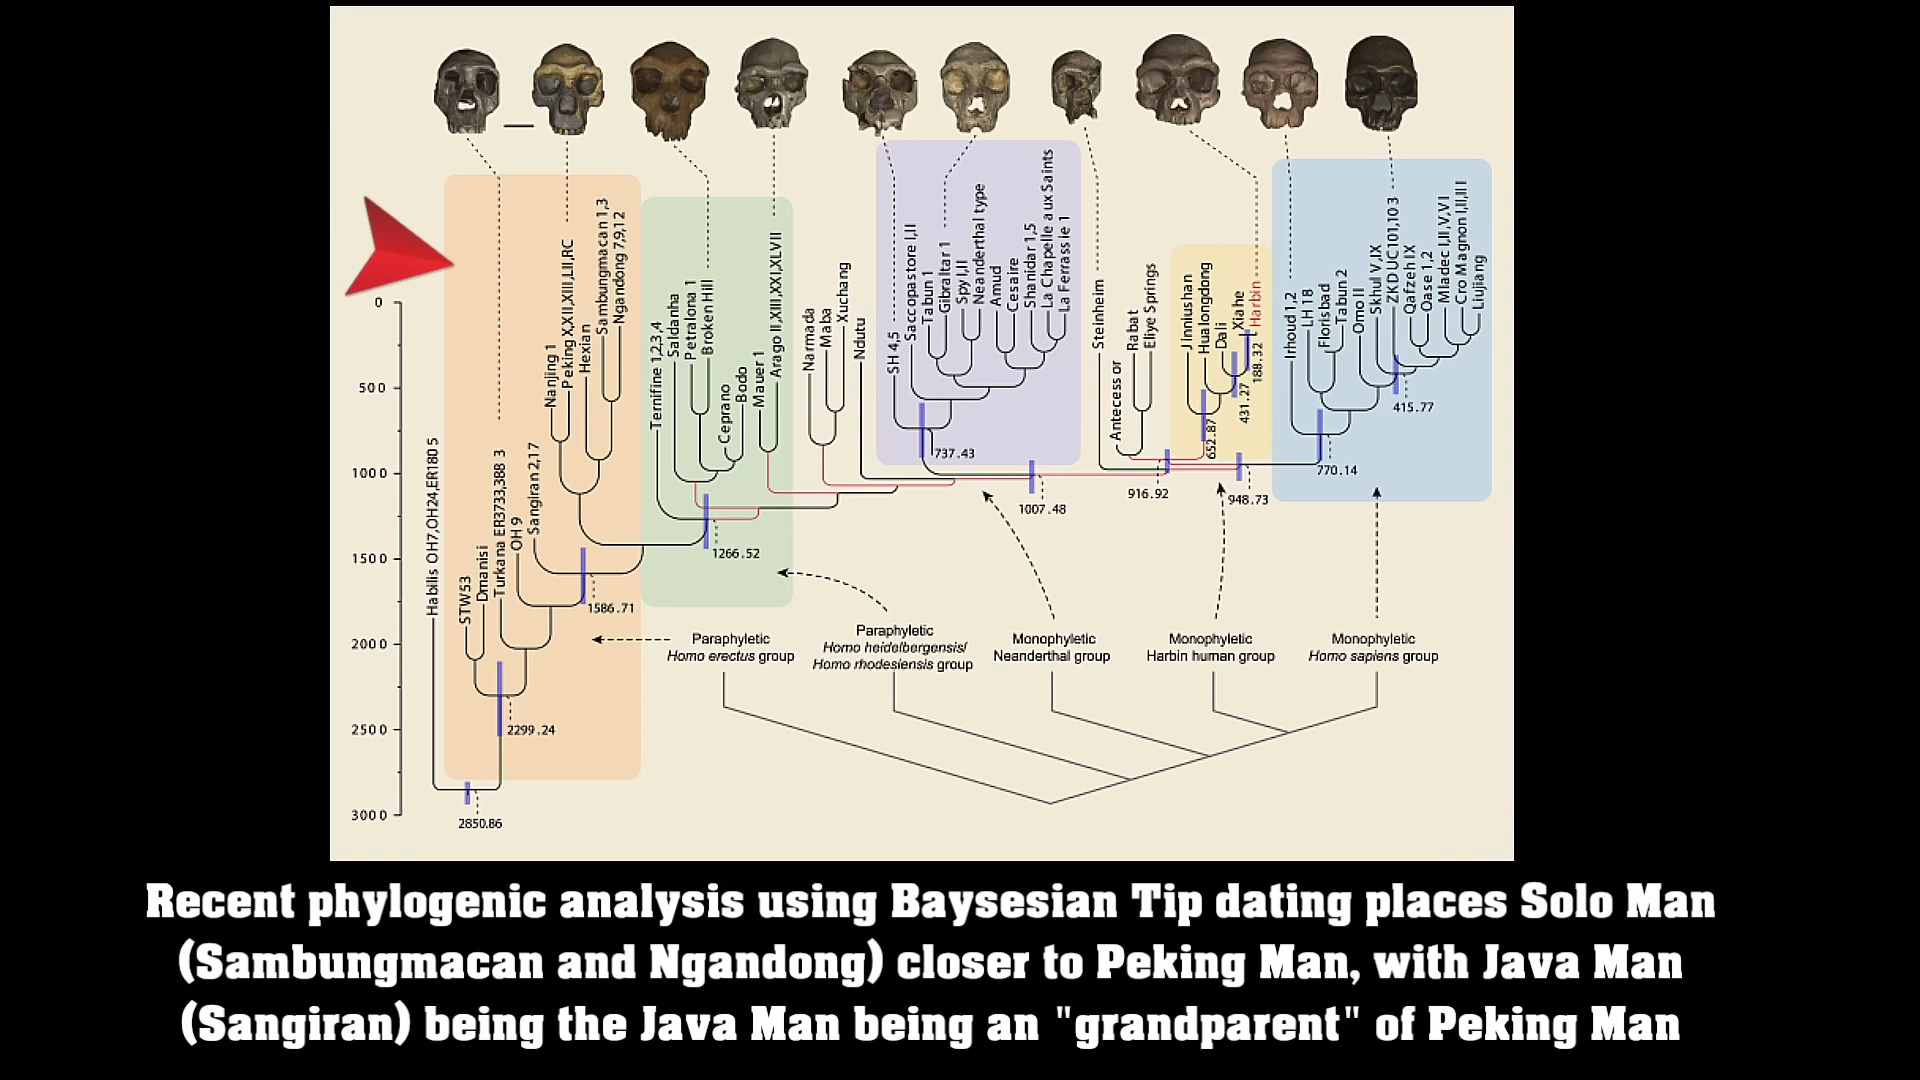 Habilis OH7,OH24,ER1805
STW53
Dmanisi
Turkana ER3733,3883
OH 9
Sangiran 2,17
Nanjing 1
Peking X,XII,XIII,LII,RC
Hexian
Sambungmacan 1,3
Ngandong 7,9,12
Ternifine 1,2,3,4
Saldanha
Petralona 1
Broken Hill
Ceprano
Bodo
Mauer 1
Arago II,XIII,XXI,XLVII
Narmada
Maba
Xuchang
Ndutu
SH 4,5
Saccopastore I,II
Tabun 1
Gibraltar 1
Spy I,II
Neanderthal type
Amud
Cesaire
Shanidar 1,5
La Chapelle aux Saints
La Ferrassie 1
Steinheim
Antecessor
Rabat
Eliye Springs
Jinniushan
Hualongdong
Dali
Xiahe
Harbin
Irhoud 1,2
LH 18
Florisbad
Tabun 2
Omo II
Skhul V,IX
ZKD UC101,103
Qafzeh IX
Oase 1,2
Mladec I,II,V,VI
Cro Magnon I,II,III
Liujiang
0
500
1000
1500
2000
2500
3000
188.32
431.27
415.77
652.87
737.43
770.14
916.92
948.73
1007.48
1266.52
1586.71
2299.24
2850.86
Paraphyletic
Homo erectus group
Paraphyletic
Homo heidelbergensis/
Homo rhodesiensis group
Monophyletic
Neanderthal group
Monophyletic
Harbin human group
Monophyletic
Homo sapiens group
Recent phylogenic analysis using Baysesian Tip dating places Solo Man
(Sambungmacan and Ngandong) closer to Peking Man, with Java Man
(Sangiran) being the Java Man being an "grandparent" of Peking Man